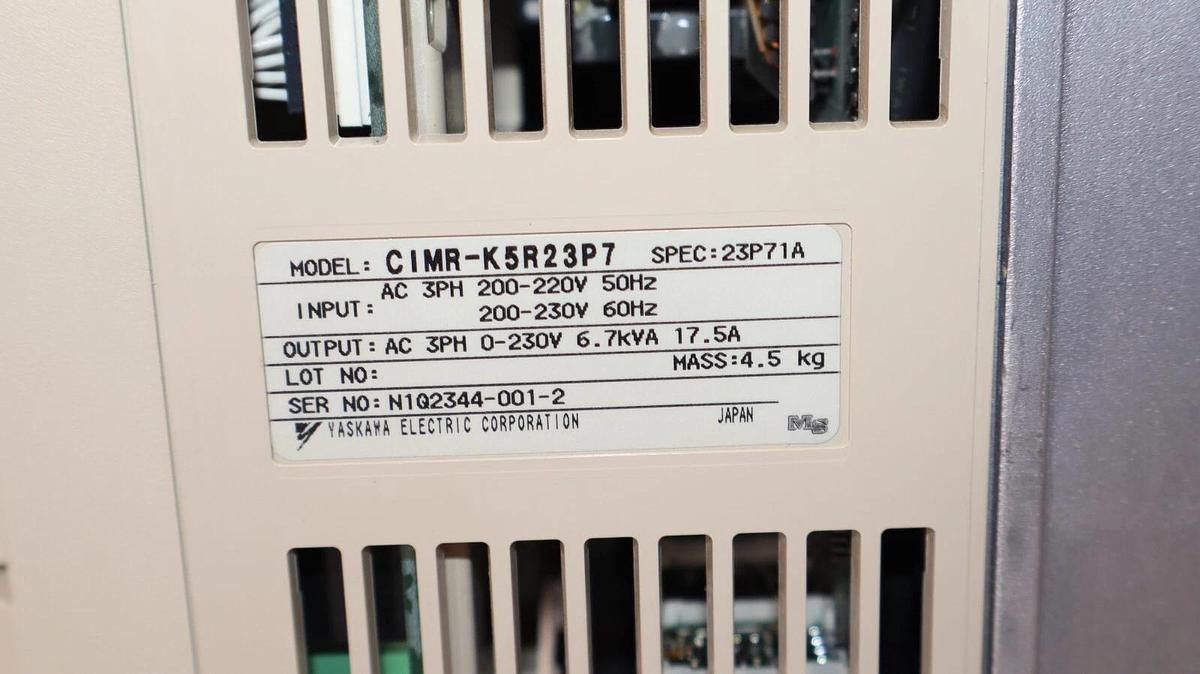 MODEL: CIMR-K5R23P7 SPEC:23P71A
INPUT: AC 3PH 200-220V 50Hz
200-230V 60Hz
OUTPUT: AC 3PH 0-230V 6.7kVA 17.5A
LOT NO: MASS:4.5 kg
SER NO: N1Q2344-001-2
YASKAWA ELECTRIC CORPORATION JAPAN
MS